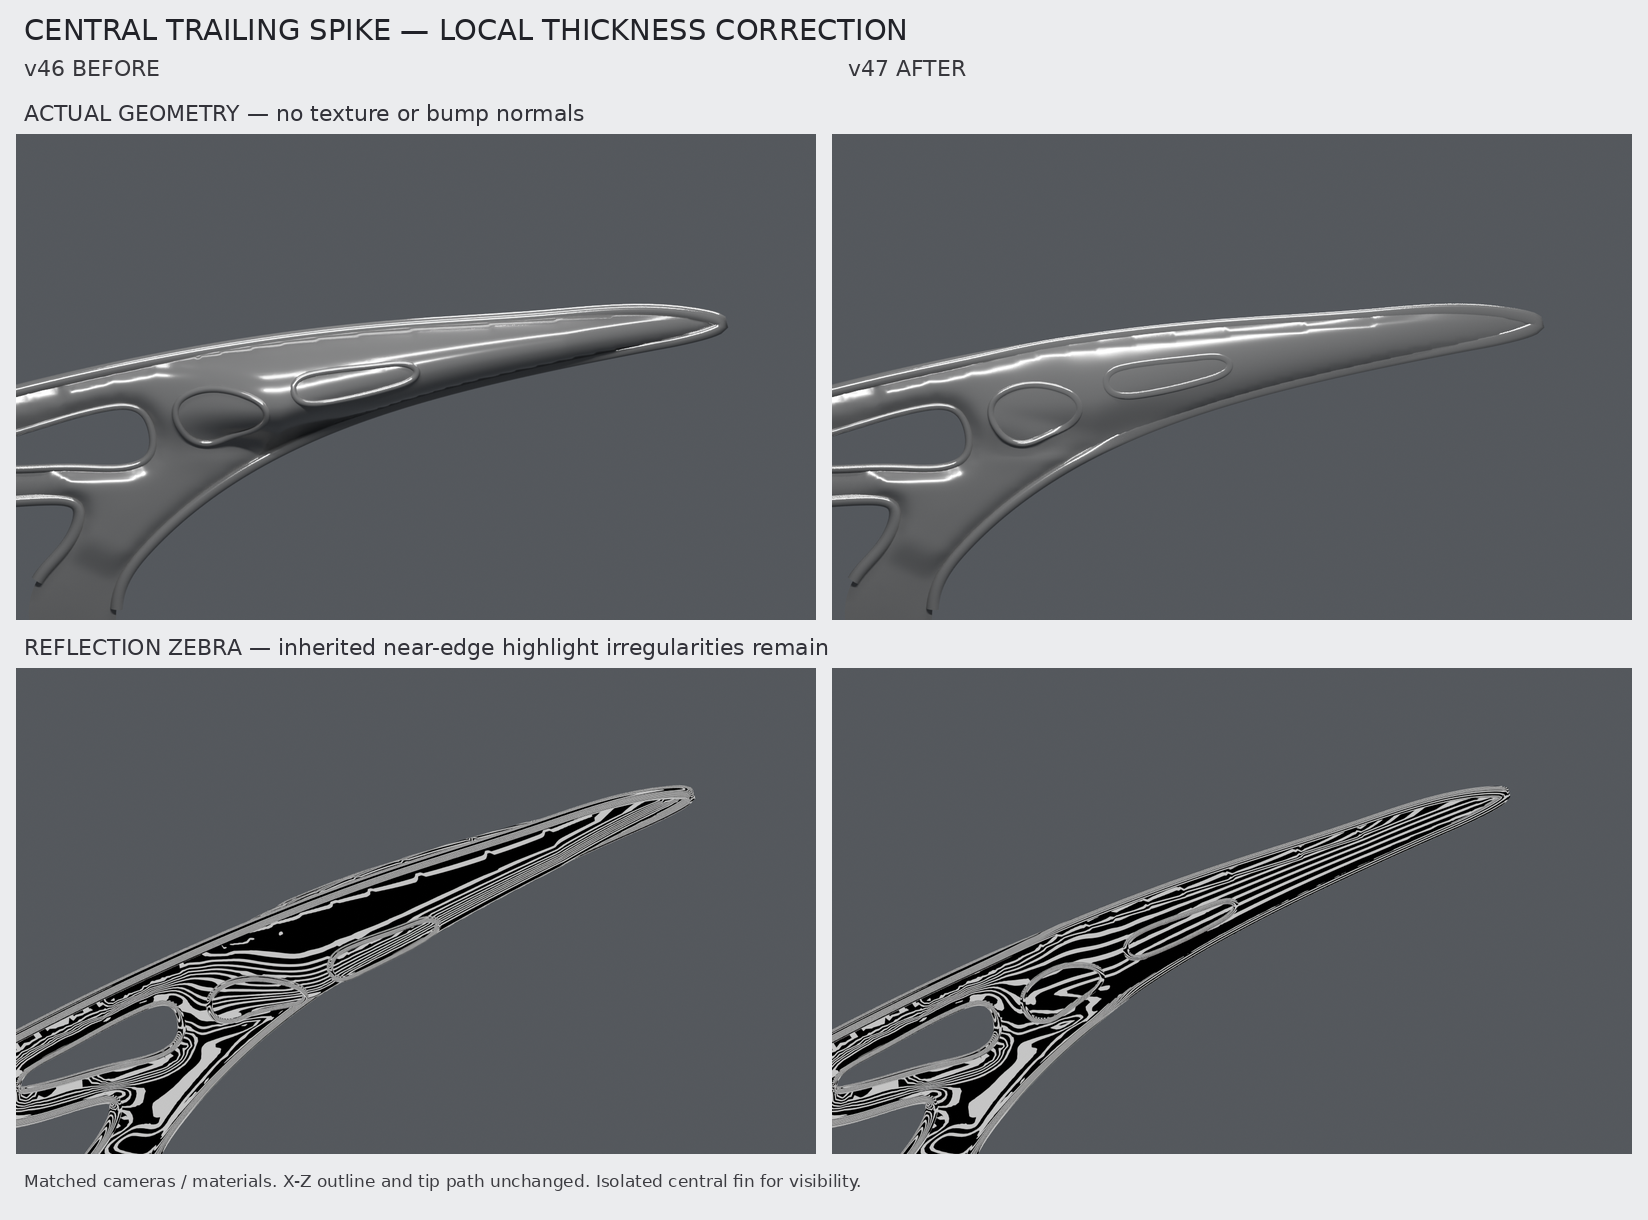 CENTRAL TRAILING SPIKE — LOCAL THICKNESS CORRECTION
v46 BEFORE
v47 AFTER
ACTUAL GEOMETRY — no texture or bump normals
REFLECTION ZEBRA — inherited near-edge highlight irregularities remain
Matched cameras / materials. X-Z outline and tip path unchanged. Isolated central fin for visibility.